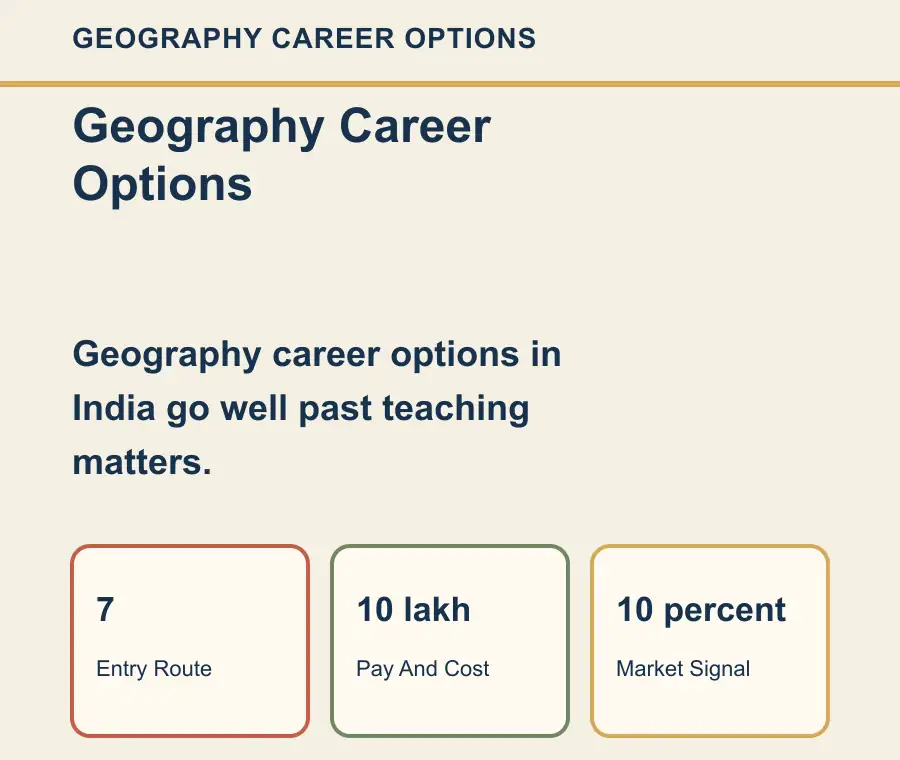 GEOGRAPHY CAREER OPTIONS
Geography Career
Options
Geography career options in
India go well past teaching
matters.
7
Entry Route
10 lakh
Pay And Cost
10 percent
Market Signal